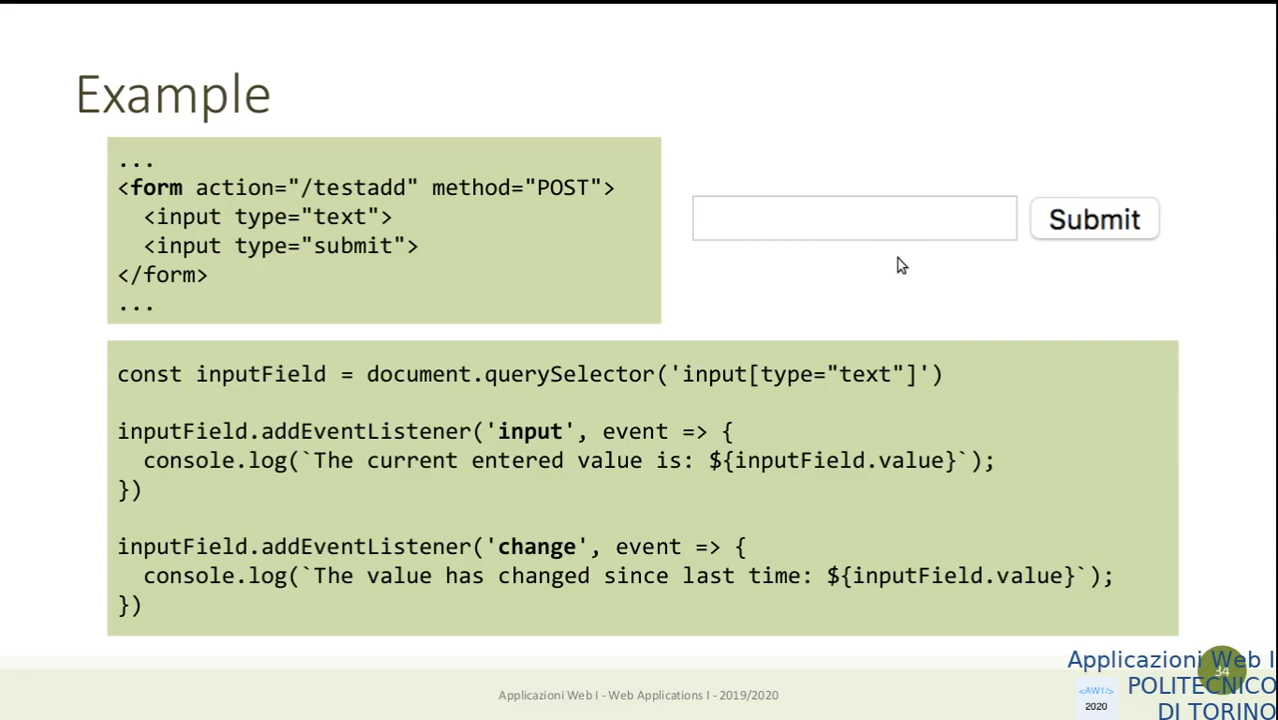 Example
...
<form action="/testadd" method="POST">
  <input type="text">
  <input type="submit">
</form>
...
Submit
const inputField = document.querySelector('input[type="text"]')
inputField.addEventListener('input', event => {
  console.log(`The current entered value is: ${inputField.value}`);
})
inputField.addEventListener('change', event => {
  console.log(`The value has changed since last time: ${inputField.value}`);
})
Applicazioni Web I - Web Applications I - 2019/2020
34
Applicazioni Web I
POLITECNICO
DI TORINO
<AW1/>
2020